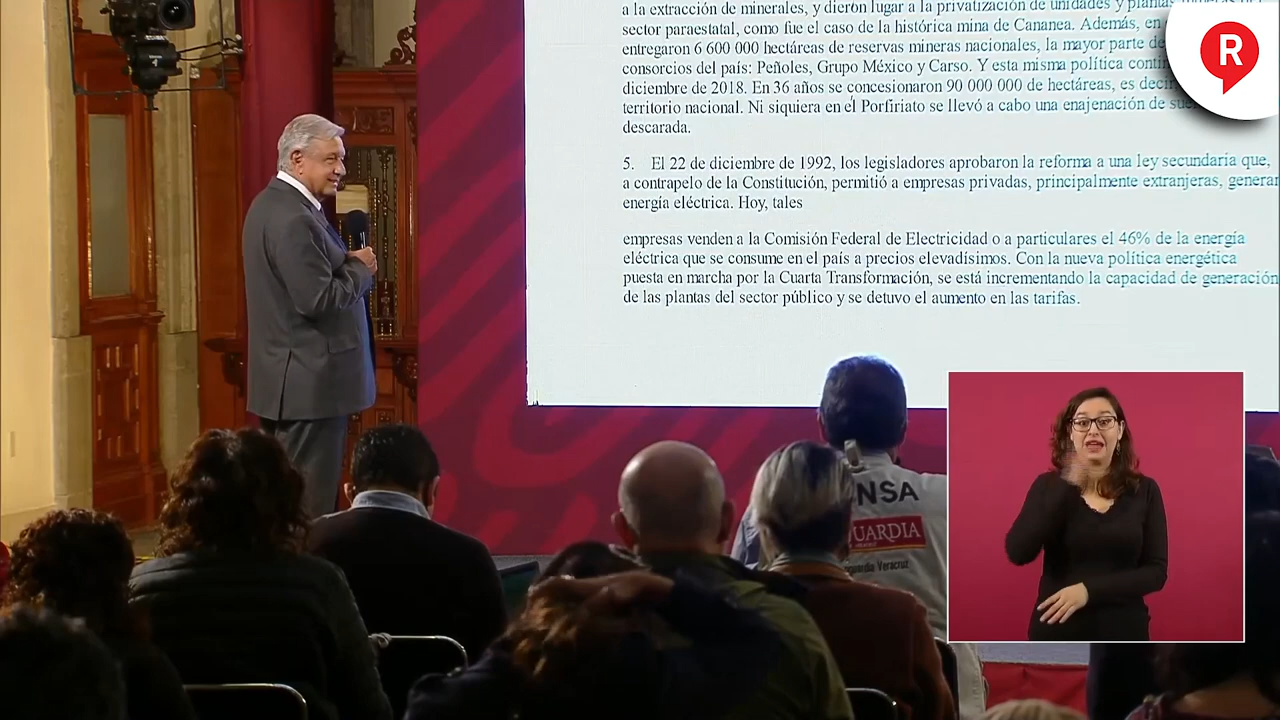 a la extracción de minerales, y dieron lugar a la privatización de unidades y plantas
sector paraestatal, como fue el caso de la histórica mina de Cananea. Además, en
entregaron 6 600 000 hectáreas de reservas mineras nacionales, la mayor parte de
consorcios del país: Peñoles, Grupo México y Carso. Y esta misma política
diciembre de 2018. En 36 años se concesionaron 90 000 000 de hectáreas, es
territorio nacional. Ni siquiera en el Porfiriato se llevó a cabo una enajenación de
descarada.
5. El 22 de diciembre de 1992, los legisladores aprobaron la reforma a una ley secundaria que,
a contrapelo de la Constitución, permitió a empresas privadas, principalmente extranjeras, generar
energía eléctrica. Hoy, tales
empresas venden a la Comisión Federal de Electricidad o a particulares el 46% de la energía
eléctrica que se consume en el país a precios elevadísimos. Con la nueva política energética
puesta en marcha por la Cuarta Transformación, se está incrementando la capacidad de generación
de las plantas del sector público y se detuvo el aumento en las tarifas.
R
ENSA
UARDIA
Veracruz